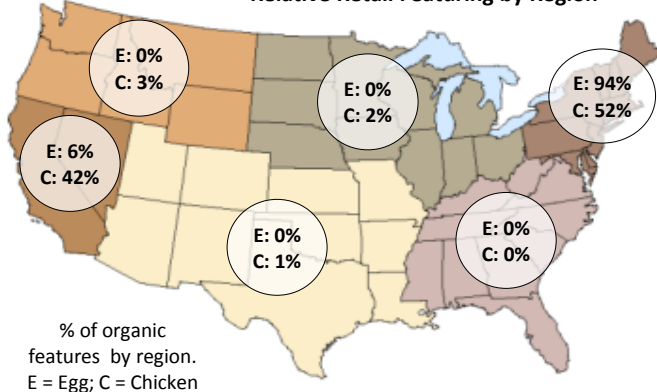 Relative Retail Featuring by Region
E: 0%
C: 3%
E: 0%
C: 2%
E: 94%
C: 52%
E: 6%
C: 42%
E: 0%
C: 1%
E: 0%
C: 0%
% of organic
features by region.
E = Egg; C = Chicken